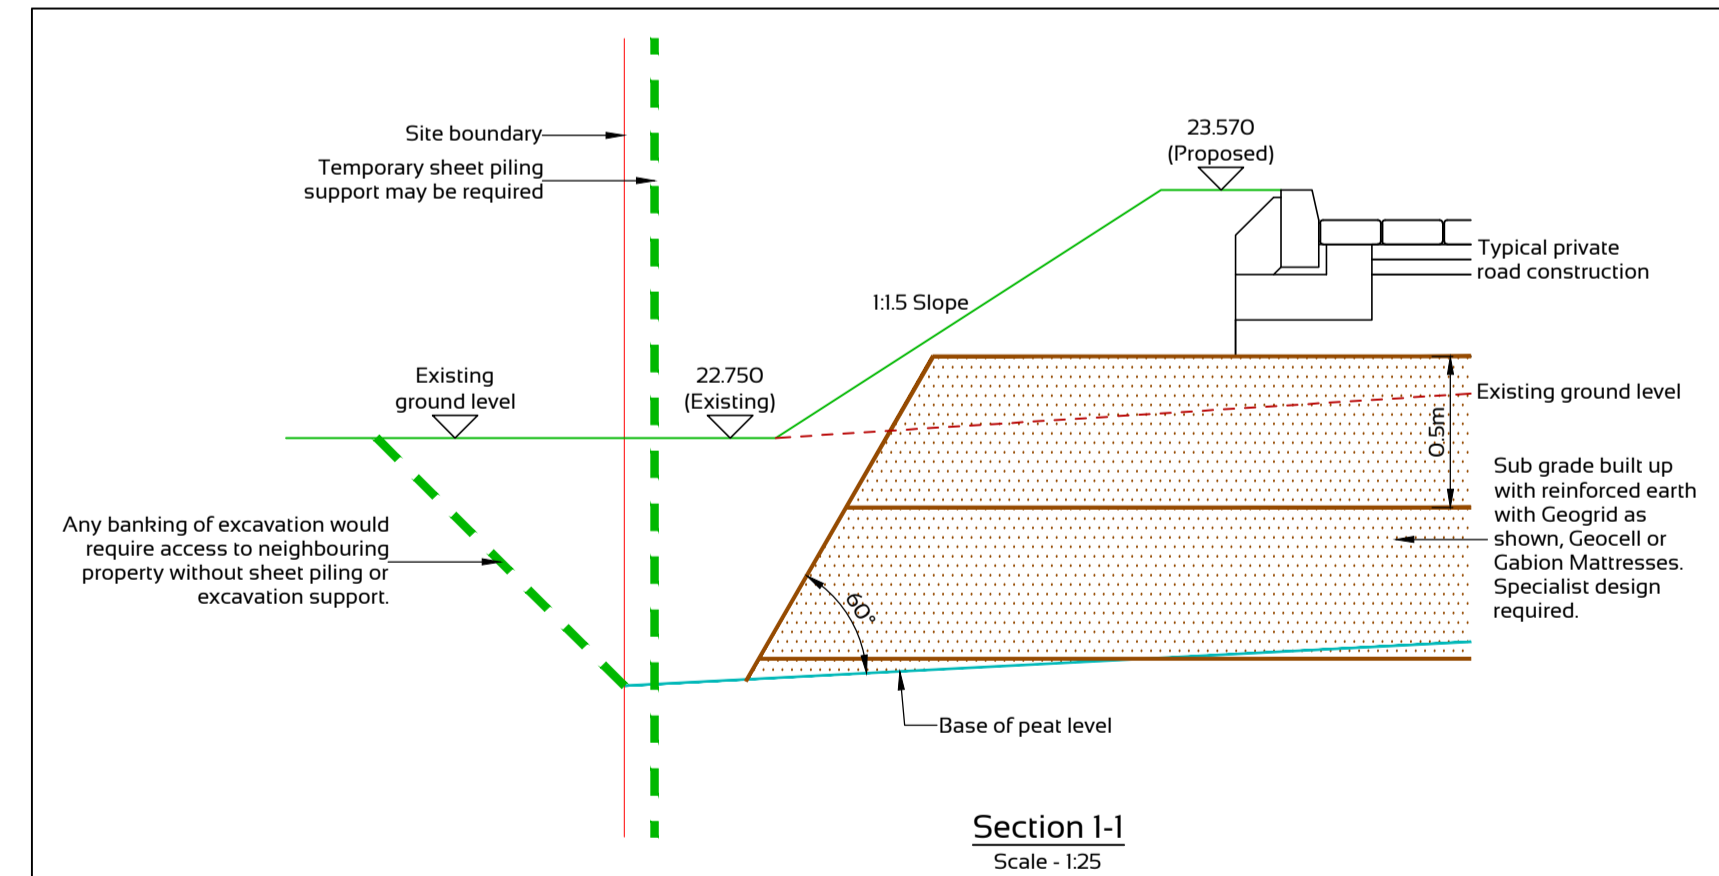 Site boundary
Temporary sheet piling
support may be required
23.570
(Proposed)
Typical private
road construction
1:1.5 Slope
Existing
ground level
22.750
(Existing)
Existing ground level
0.5m
Sub grade built up
with reinforced earth
with Geogrid as
shown, Geocell or
Gabion Mattresses.
Specialist design
required.
Any banking of excavation would
require access to neighbouring
property without sheet piling or
excavation support.
60°
Base of peat level
Section 1-1
Scale - 1:25